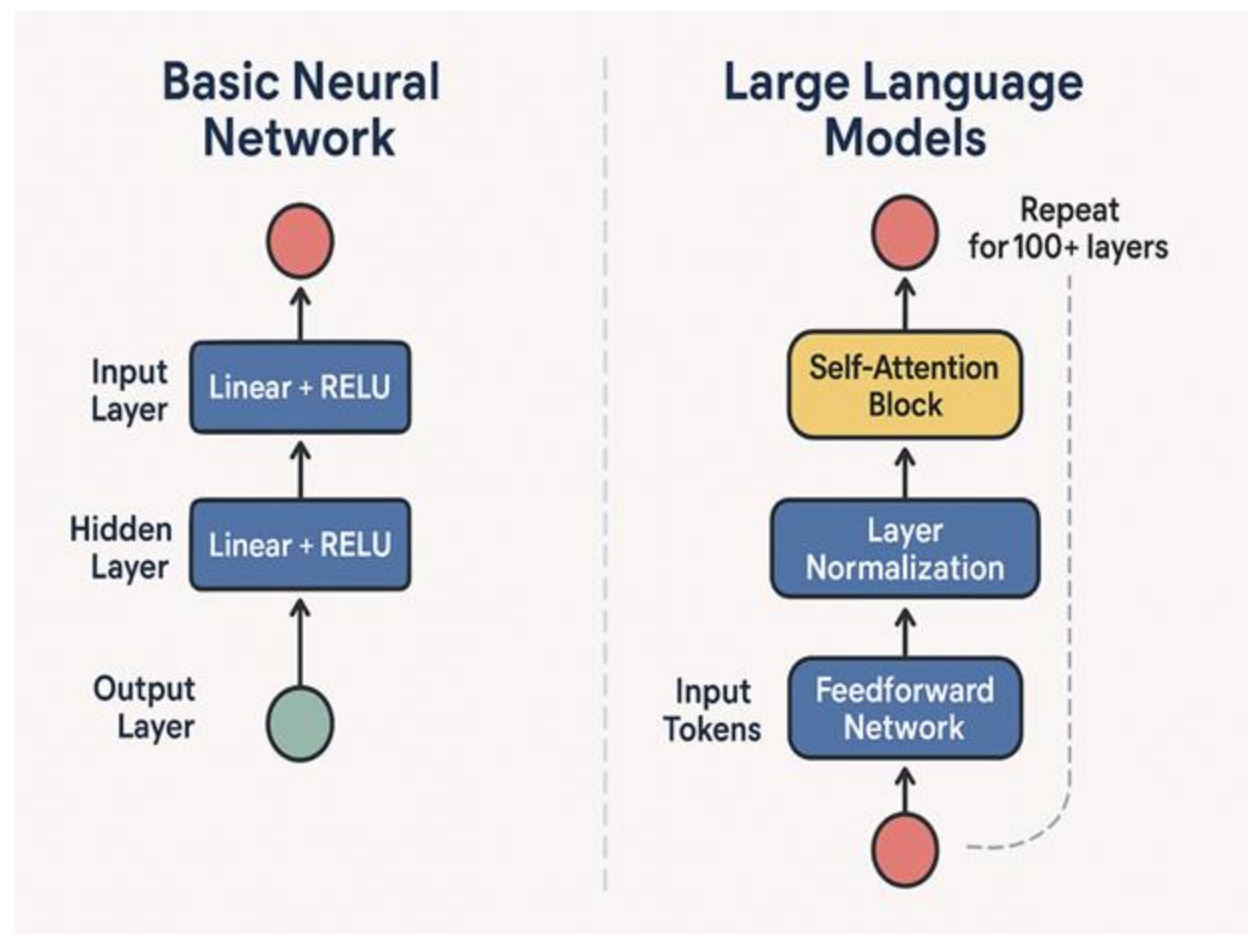 Basic Neural
Network
Input
Layer
Linear + RELU
Hidden
Layer
Linear + RELU
Output
Layer
Large Language
Models
Repeat
for 100+ layers
Self-Attention
Block
Layer
Normalization
Input
Tokens
Feedforward
Network